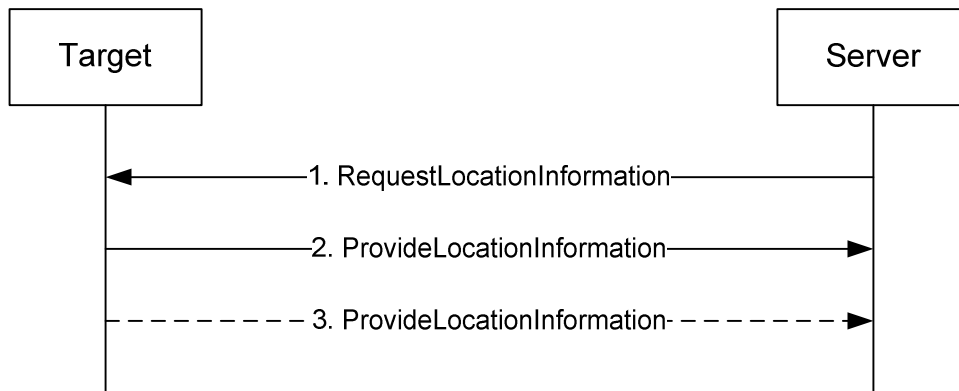 Target
Server
1. RequestLocationInformation
2. ProvideLocationInformation
3. ProvideLocationInformation